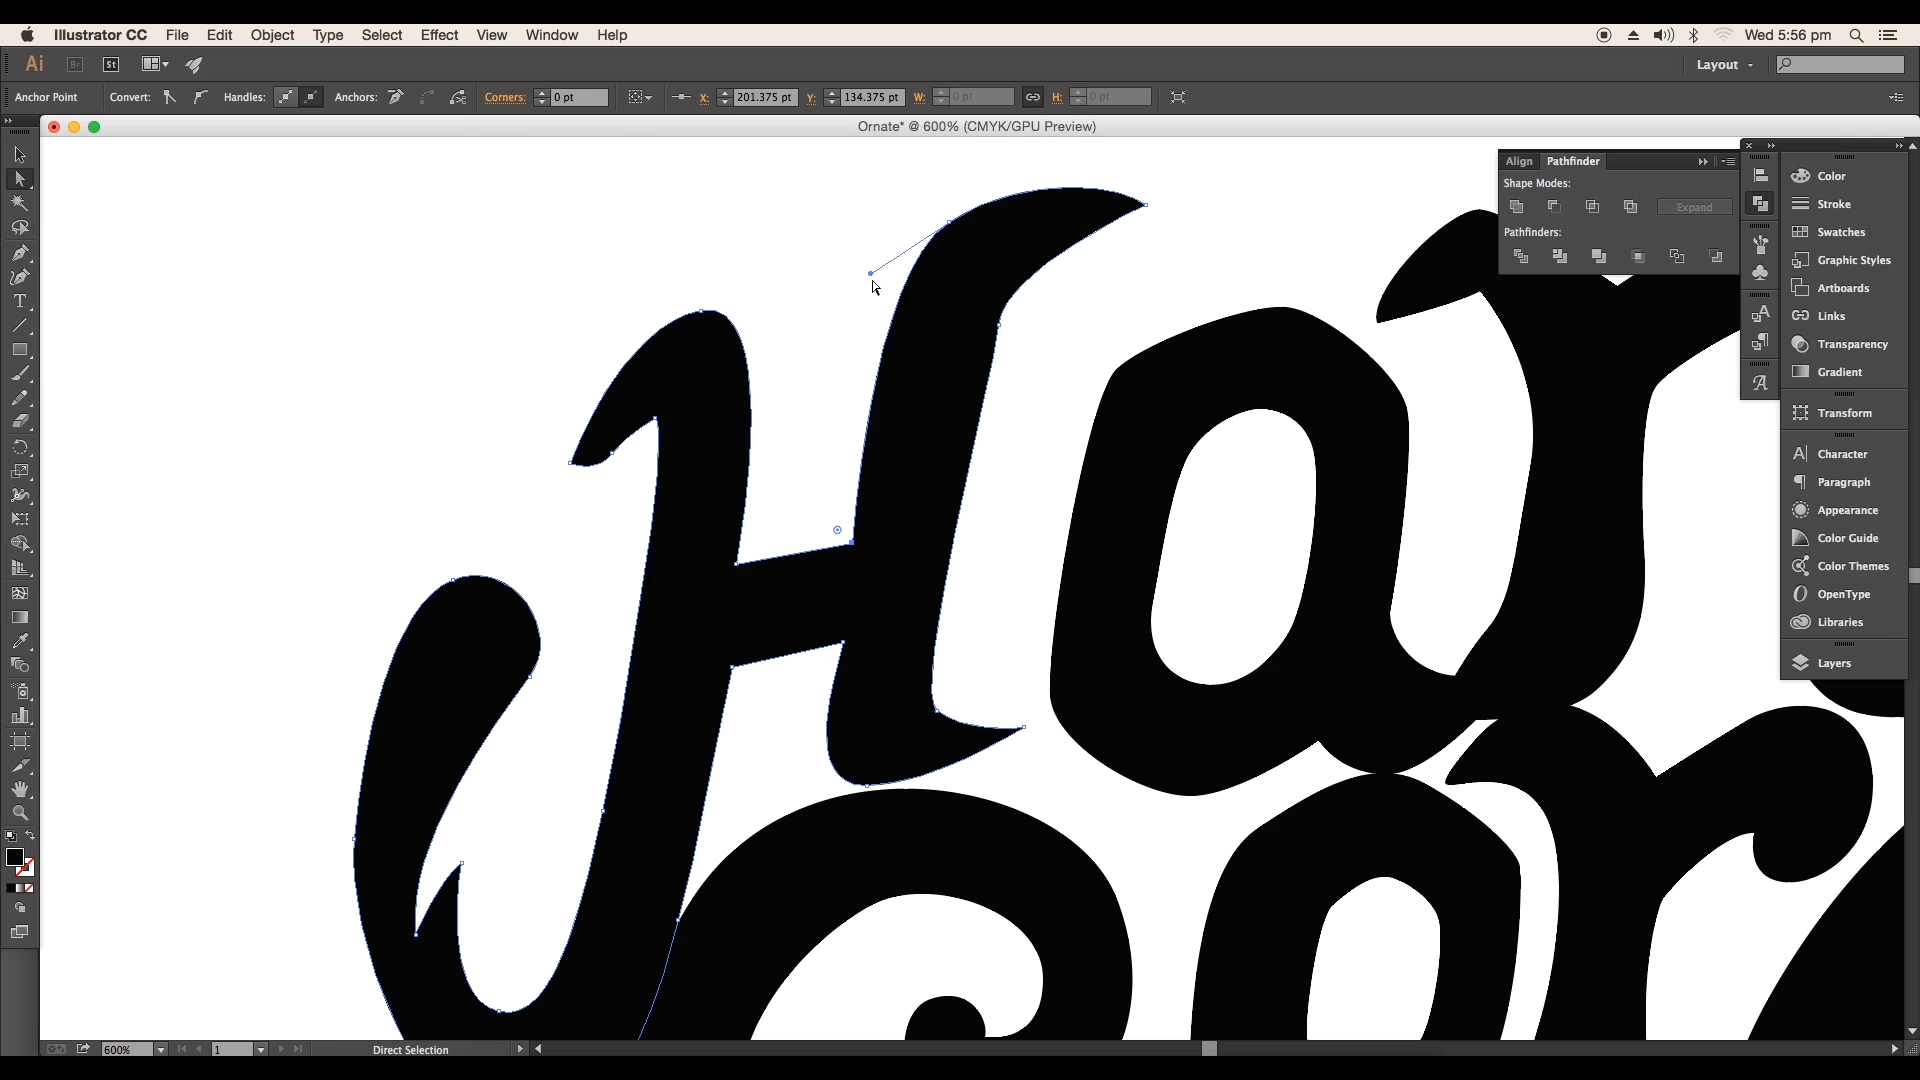 Illustrator CC File Edit Object Type Select Effect View Window Help Wed 5:56 pm
Ai Br St Layout
Anchor Point Convert: Handles: Anchors: Corners: 0 pt X: 201.375 pt Y: 134.375 pt W: 0 pt H: 0 pt
Ornate* @ 600% (CMYK/GPU Preview)
Align Pathfinder
Shape Modes:
Expand
Pathfinders:
Color
Stroke
Swatches
Graphic Styles
Artboards
Links
Transparency
Gradient
Transform
Character
Paragraph
Appearance
Color Guide
Color Themes
OpenType
Libraries
Layers
600% 1 Direct Selection